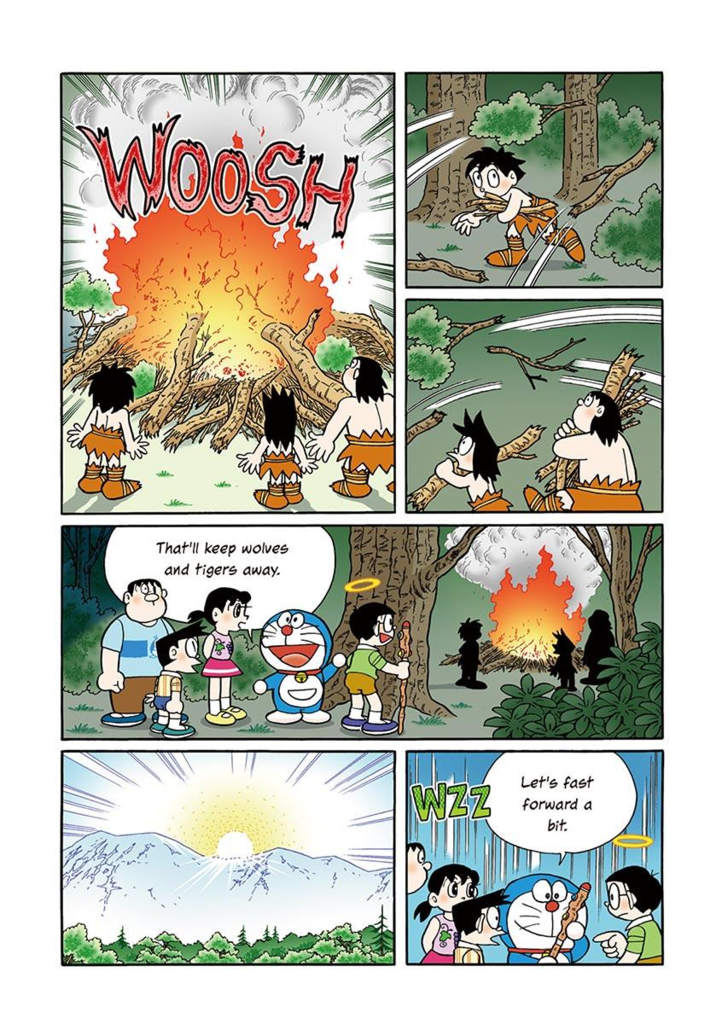 WOOSH
That'll keep wolves
and tigers away.
WZZ
Let's fast
forward a
bit.